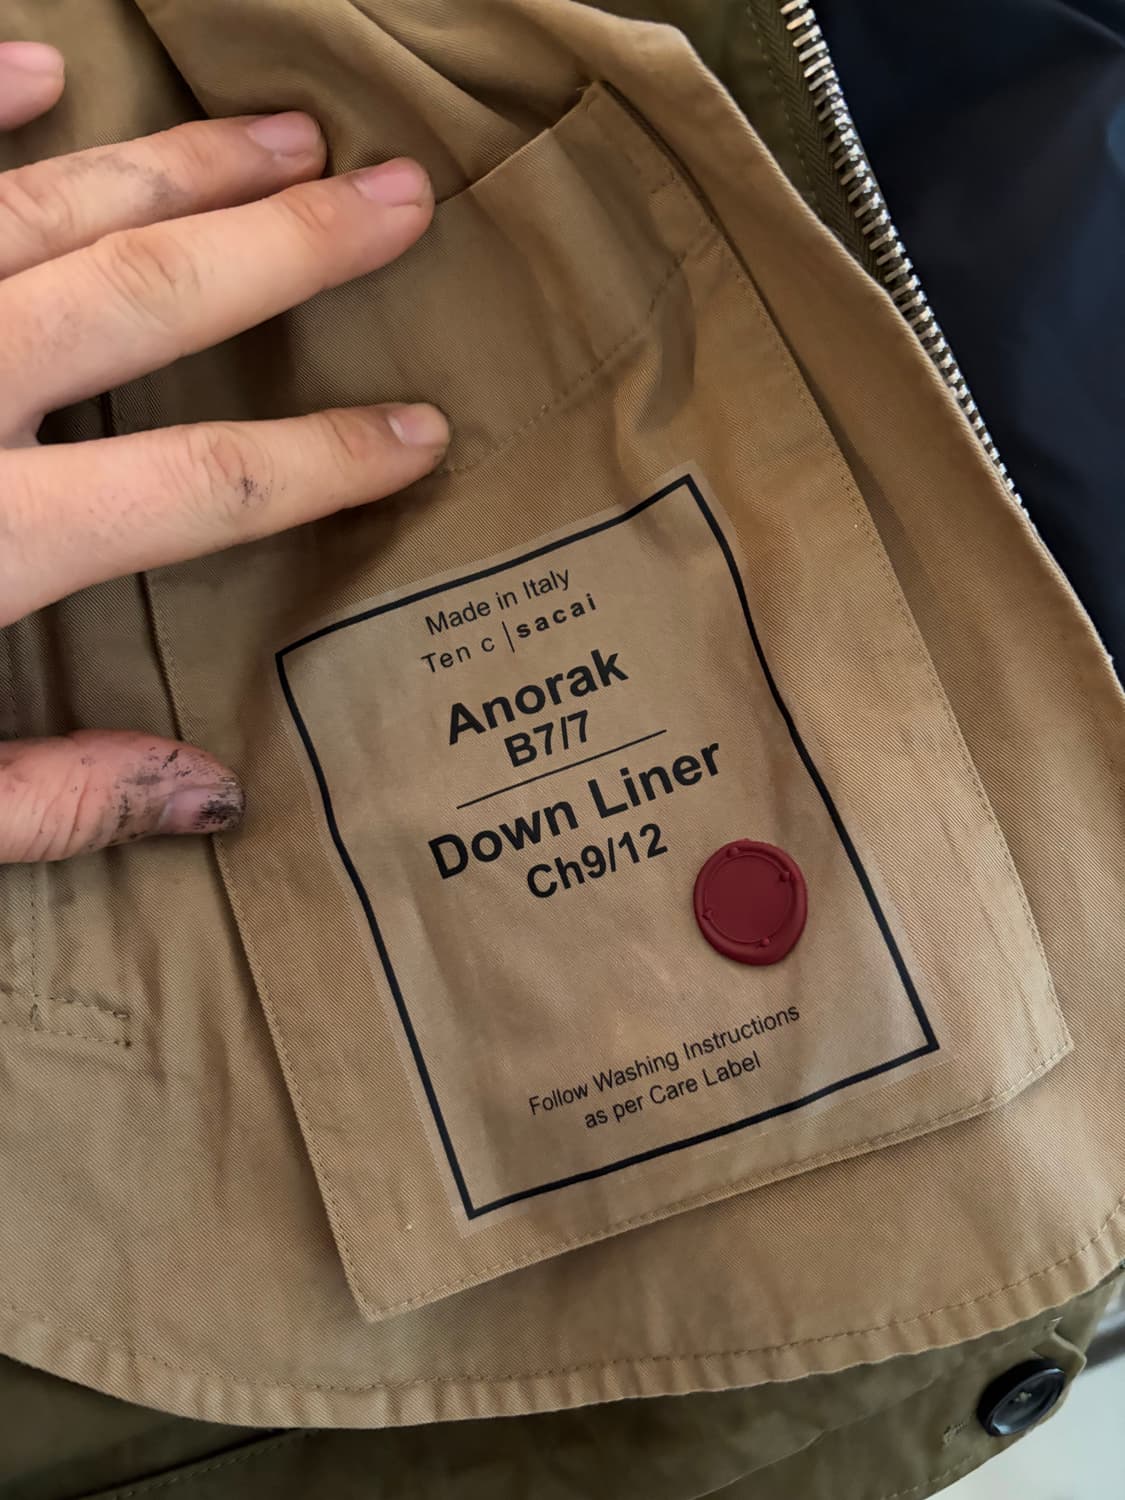 Made in Italy
Ten c | sacai
Anorak
B7/7
Down Liner
Ch9/12
Follow Washing Instructions
as per Care Label